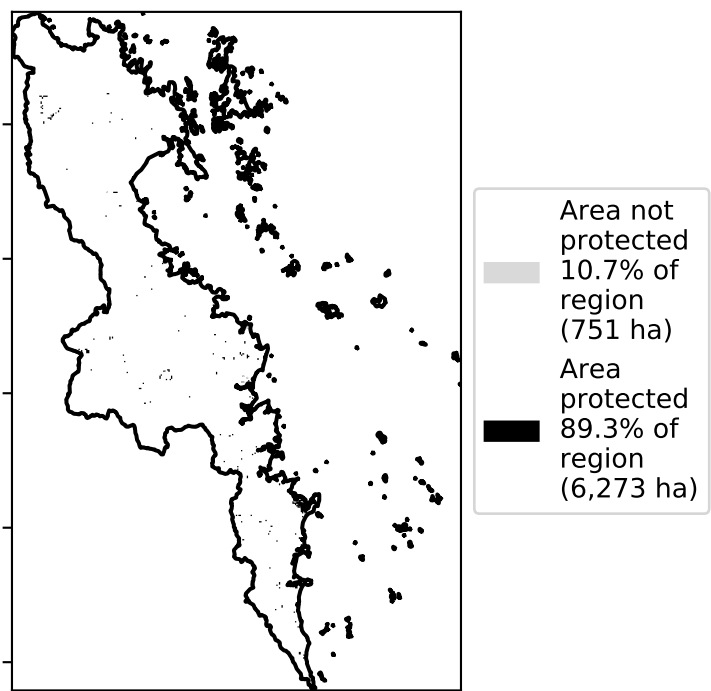 Area not
protected
10.7% of
region
(751 ha)
Area
protected
89.3% of
region
(6,273 ha)